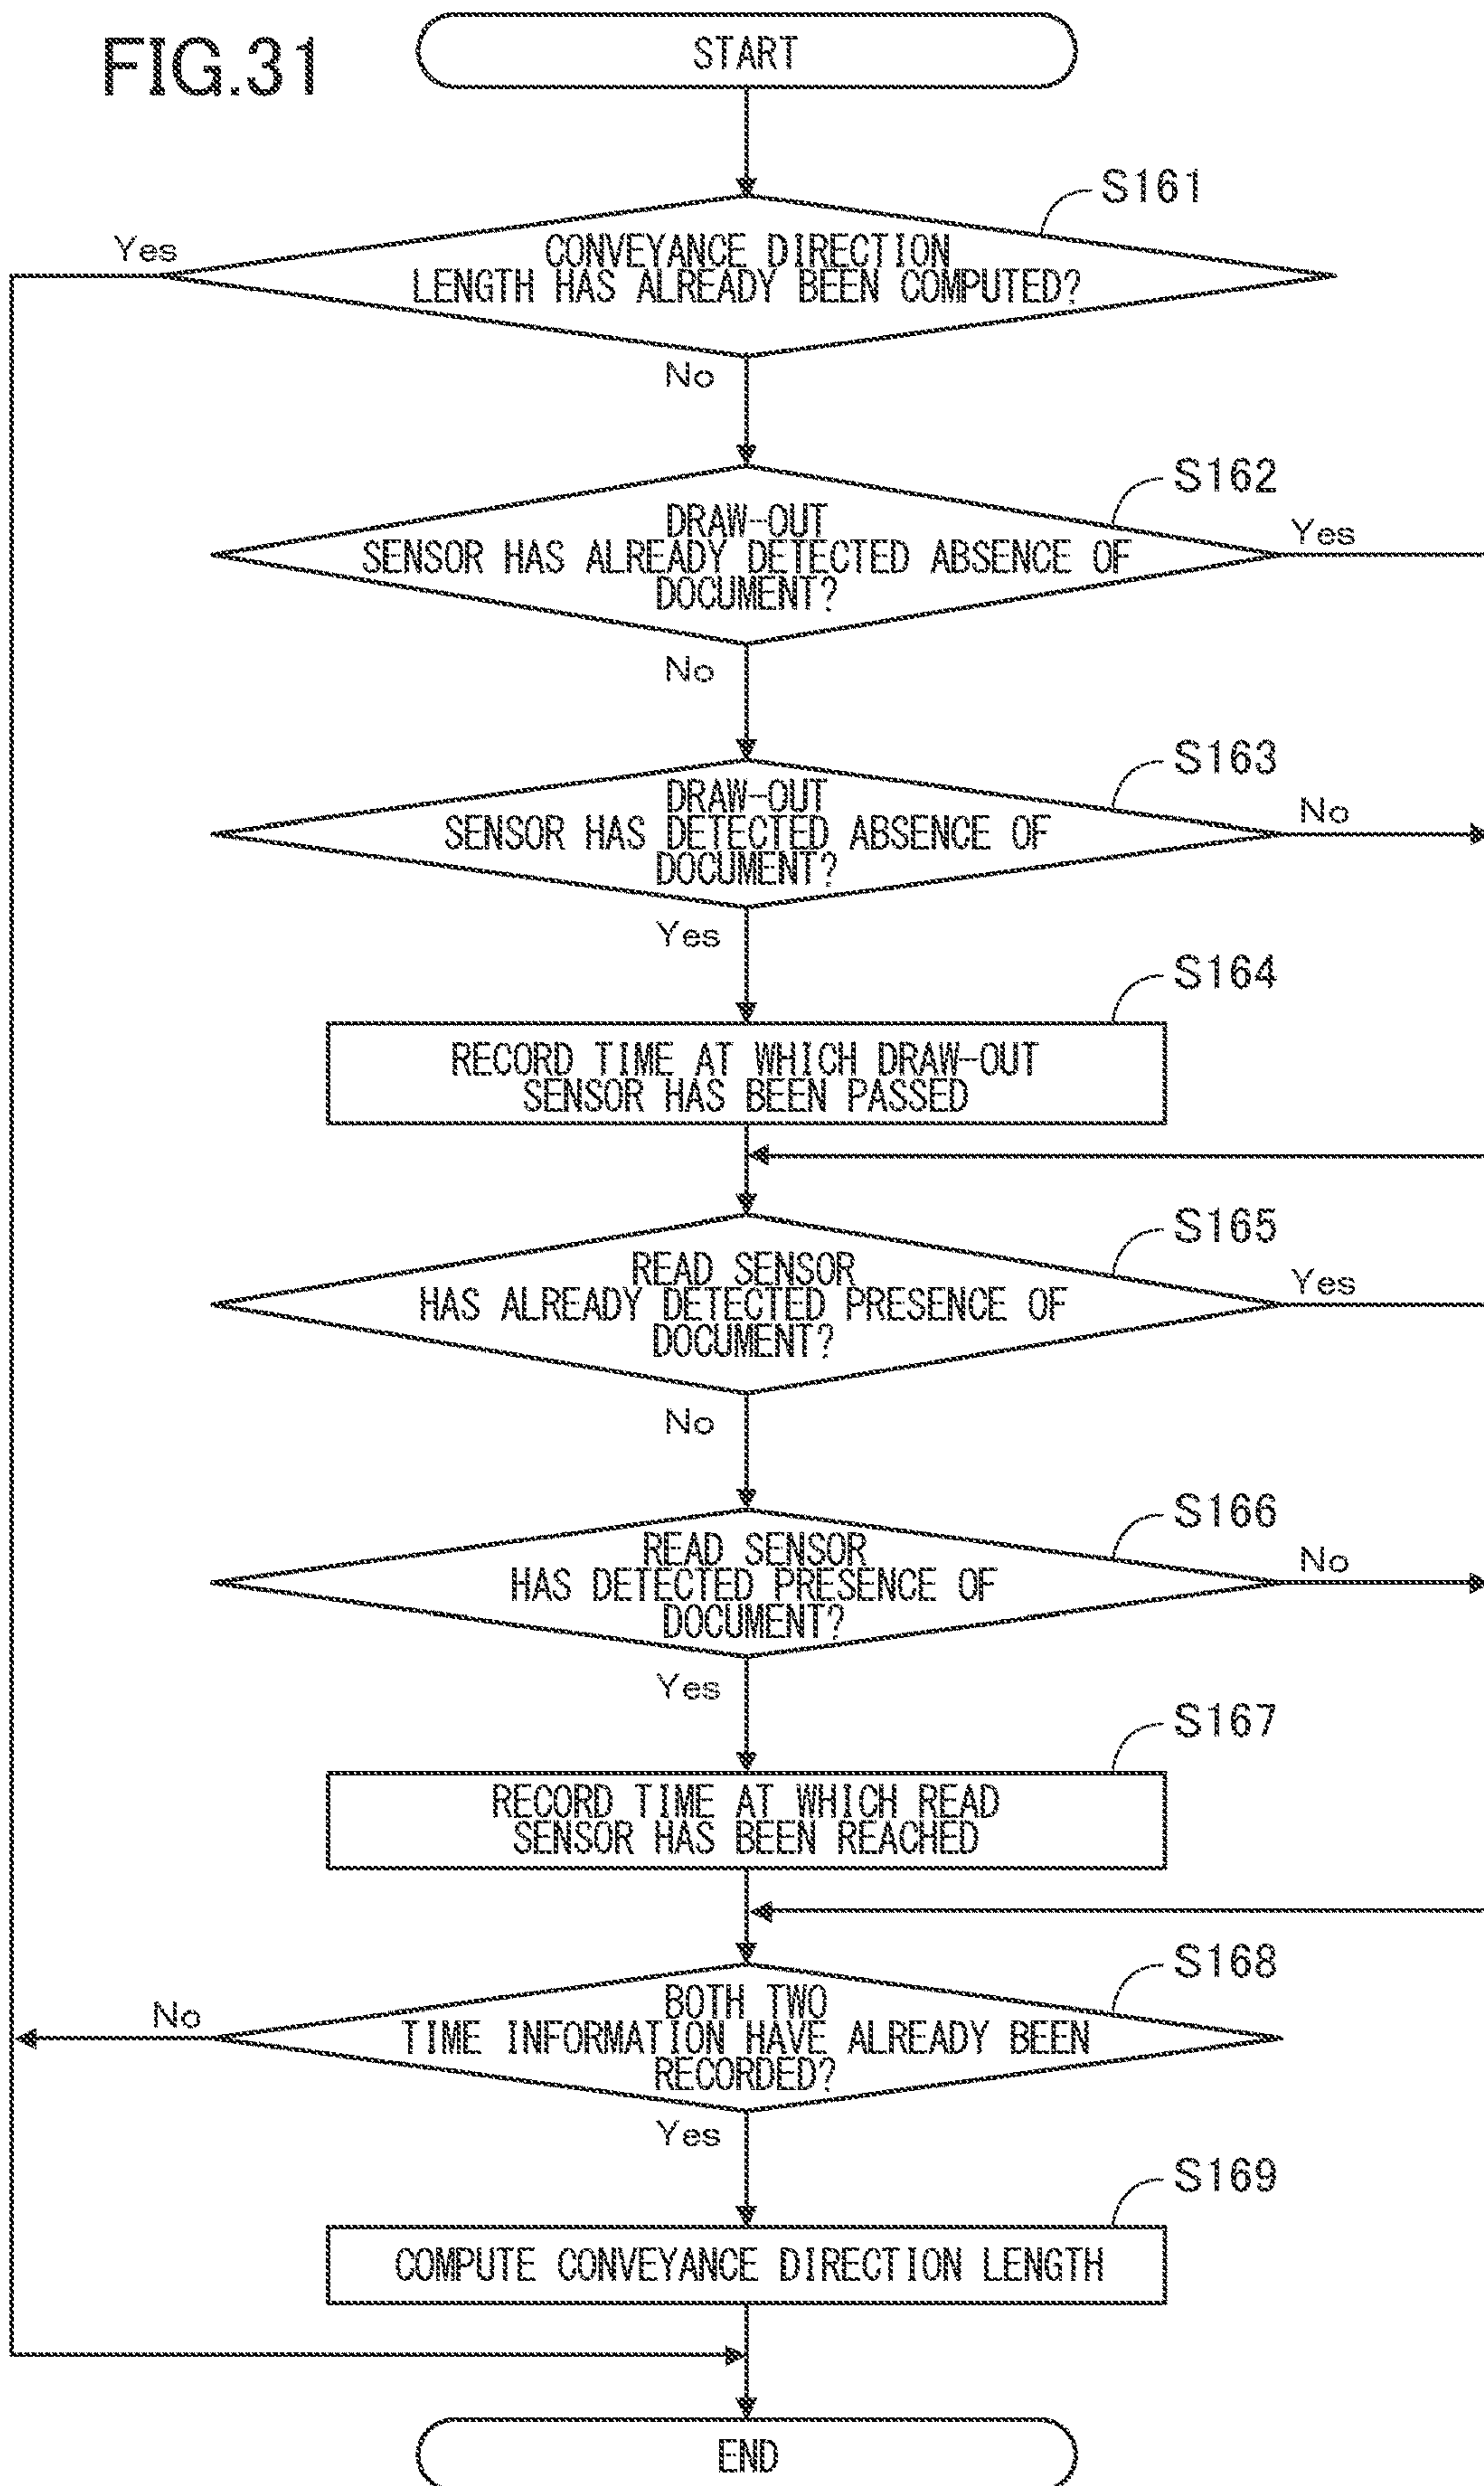 FIG.31
START
S161
Yes
CONVEYANCE DIRECTION
LENGTH HAS ALREADY BEEN COMPUTED?
No
S162
DRAW-OUT
SENSOR HAS ALREADY DETECTED ABSENCE OF
DOCUMENT?
Yes
No
S163
DRAW-OUT
SENSOR HAS DETECTED ABSENCE OF
DOCUMENT?
No
Yes
S164
RECORD TIME AT WHICH DRAW-OUT
SENSOR HAS BEEN PASSED
S165
READ SENSOR
HAS ALREADY DETECTED PRESENCE OF
DOCUMENT?
Yes
No
S166
READ SENSOR
HAS DETECTED PRESENCE OF
DOCUMENT?
No
Yes
S167
RECORD TIME AT WHICH READ
SENSOR HAS BEEN REACHED
S168
No
BOTH TWO
TIME INFORMATION HAVE ALREADY BEEN
RECORDED?
Yes
S169
COMPUTE CONVEYANCE DIRECTION LENGTH
END